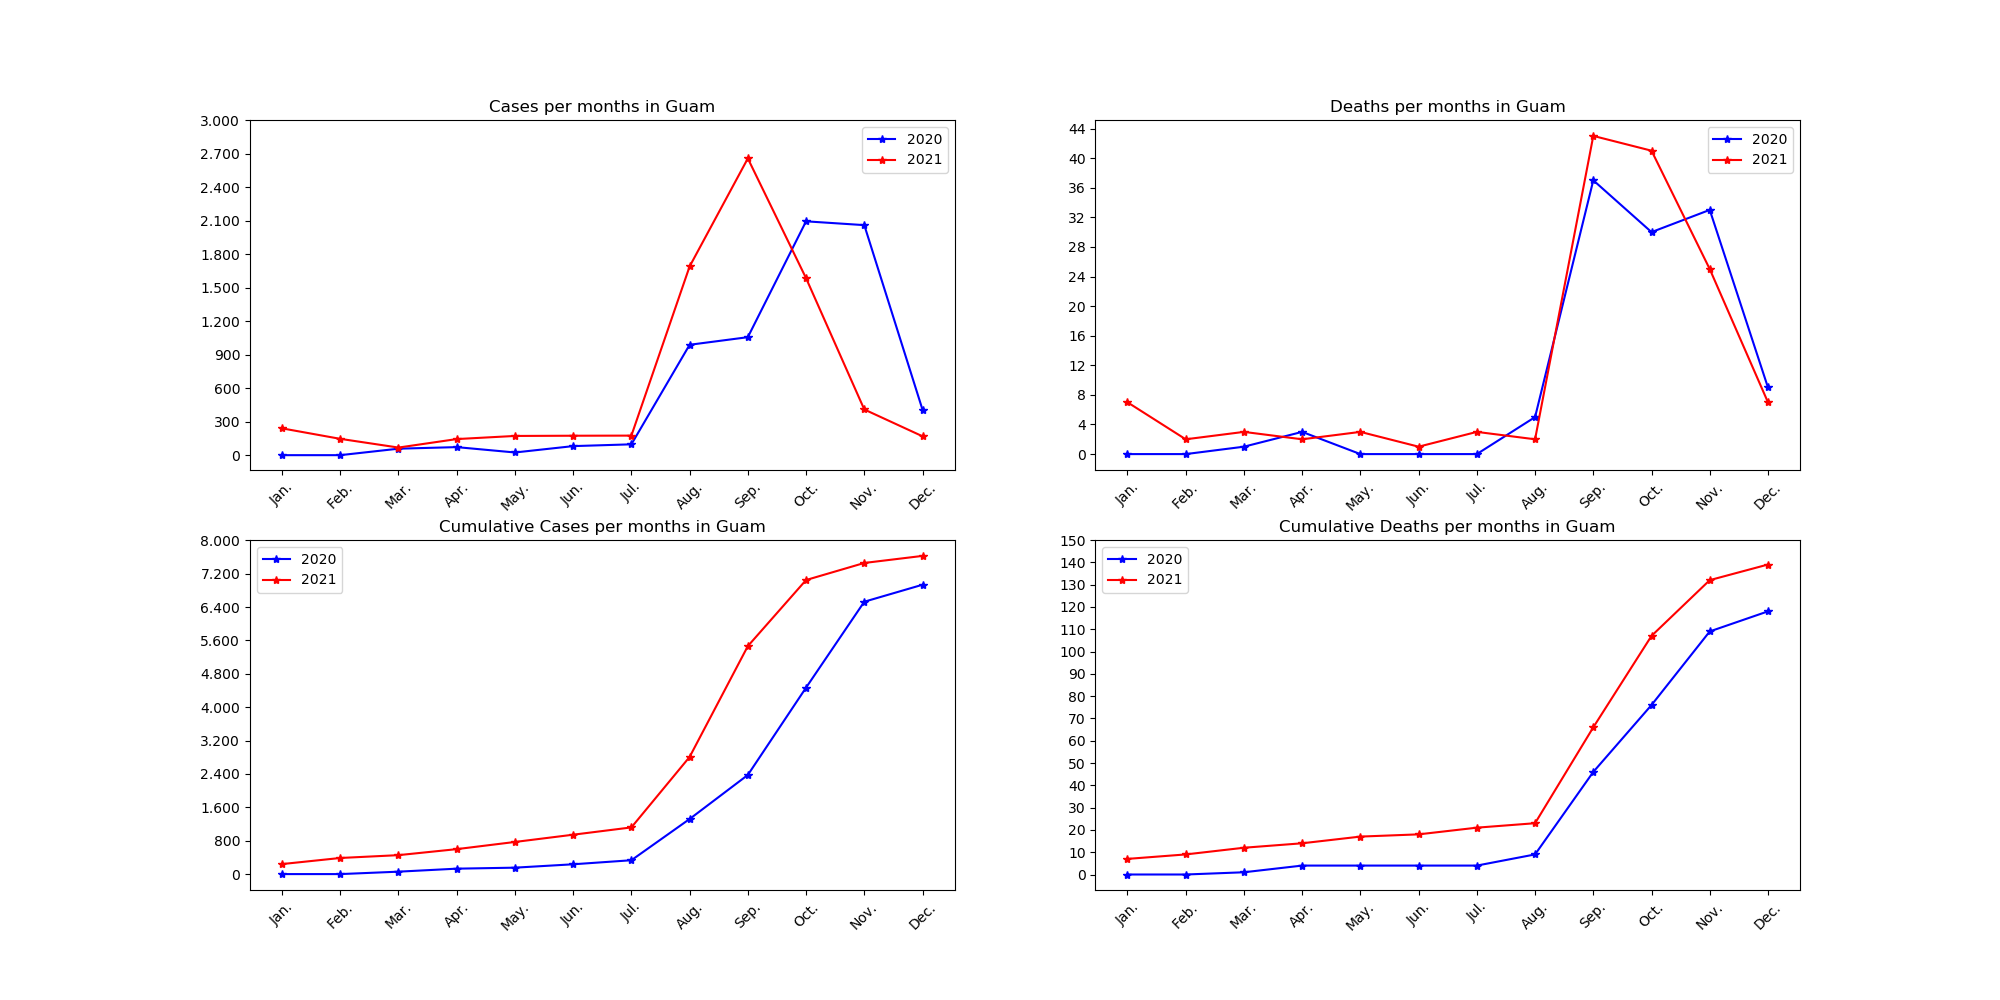 Cases per months in Guam
3.000
2.700
2.400
2.100
1.800
1.500
1.200
900
600
300
0
2020
2021
Jan.
Feb.
Mar.
Apr.
May.
Jun.
Jul.
Aug.
Sep.
Oct.
Nov.
Dec.
Deaths per months in Guam
44
40
36
32
28
24
20
16
12
8
4
0
2020
2021
Jan.
Feb.
Mar.
Apr.
May.
Jun.
Jul.
Aug.
Sep.
Oct.
Nov.
Dec.
Cumulative Cases per months in Guam
8.000
7.200
6.400
5.600
4.800
4.000
3.200
2.400
1.600
800
0
2020
2021
Jan.
Feb.
Mar.
Apr.
May.
Jun.
Jul.
Aug.
Sep.
Oct.
Nov.
Dec.
Cumulative Deaths per months in Guam
150
140
130
120
110
100
90
80
70
60
50
40
30
20
10
0
2020
2021
Jan.
Feb.
Mar.
Apr.
May.
Jun.
Jul.
Aug.
Sep.
Oct.
Nov.
Dec.